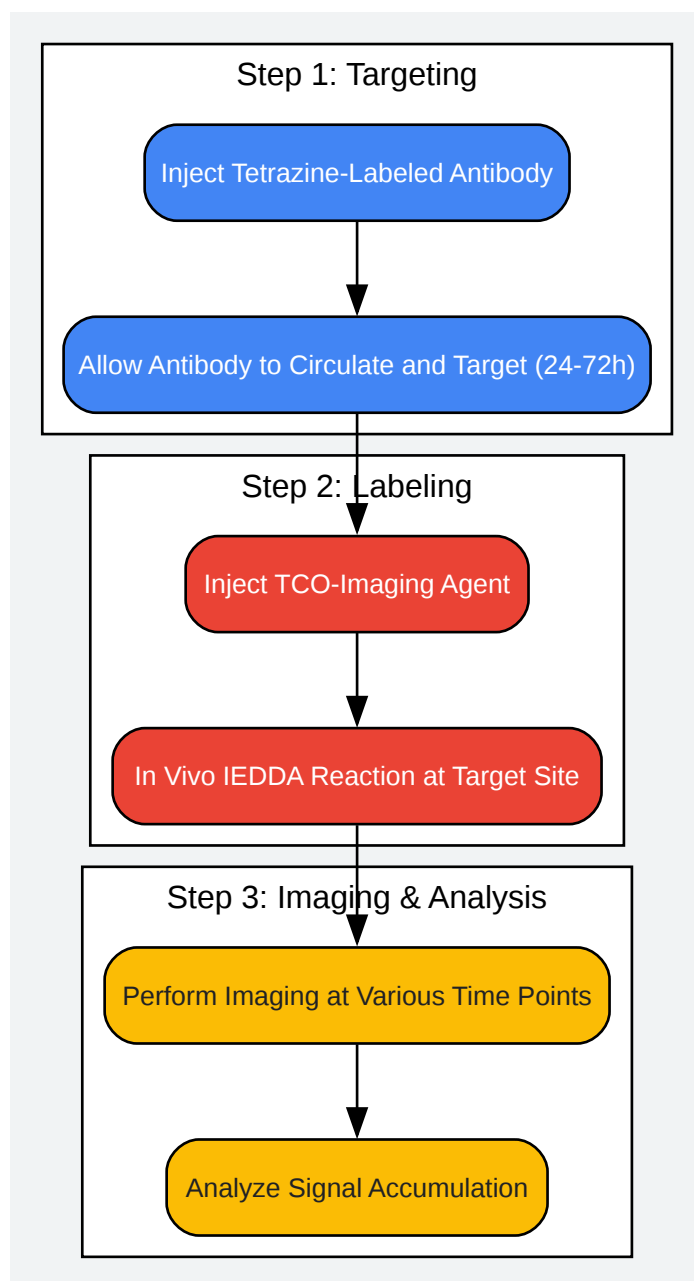 Step 1: Targeting
Inject Tetrazine-Labeled Antibody
Allow Antibody to Circulate and Target (24-72h)
Step 2: Labeling
Inject TCO-Imaging Agent
In Vivo IEDDA Reaction at Target Site
Step 3: Imaging & Analysis
Perform Imaging at Various Time Points
Analyze Signal Accumulation